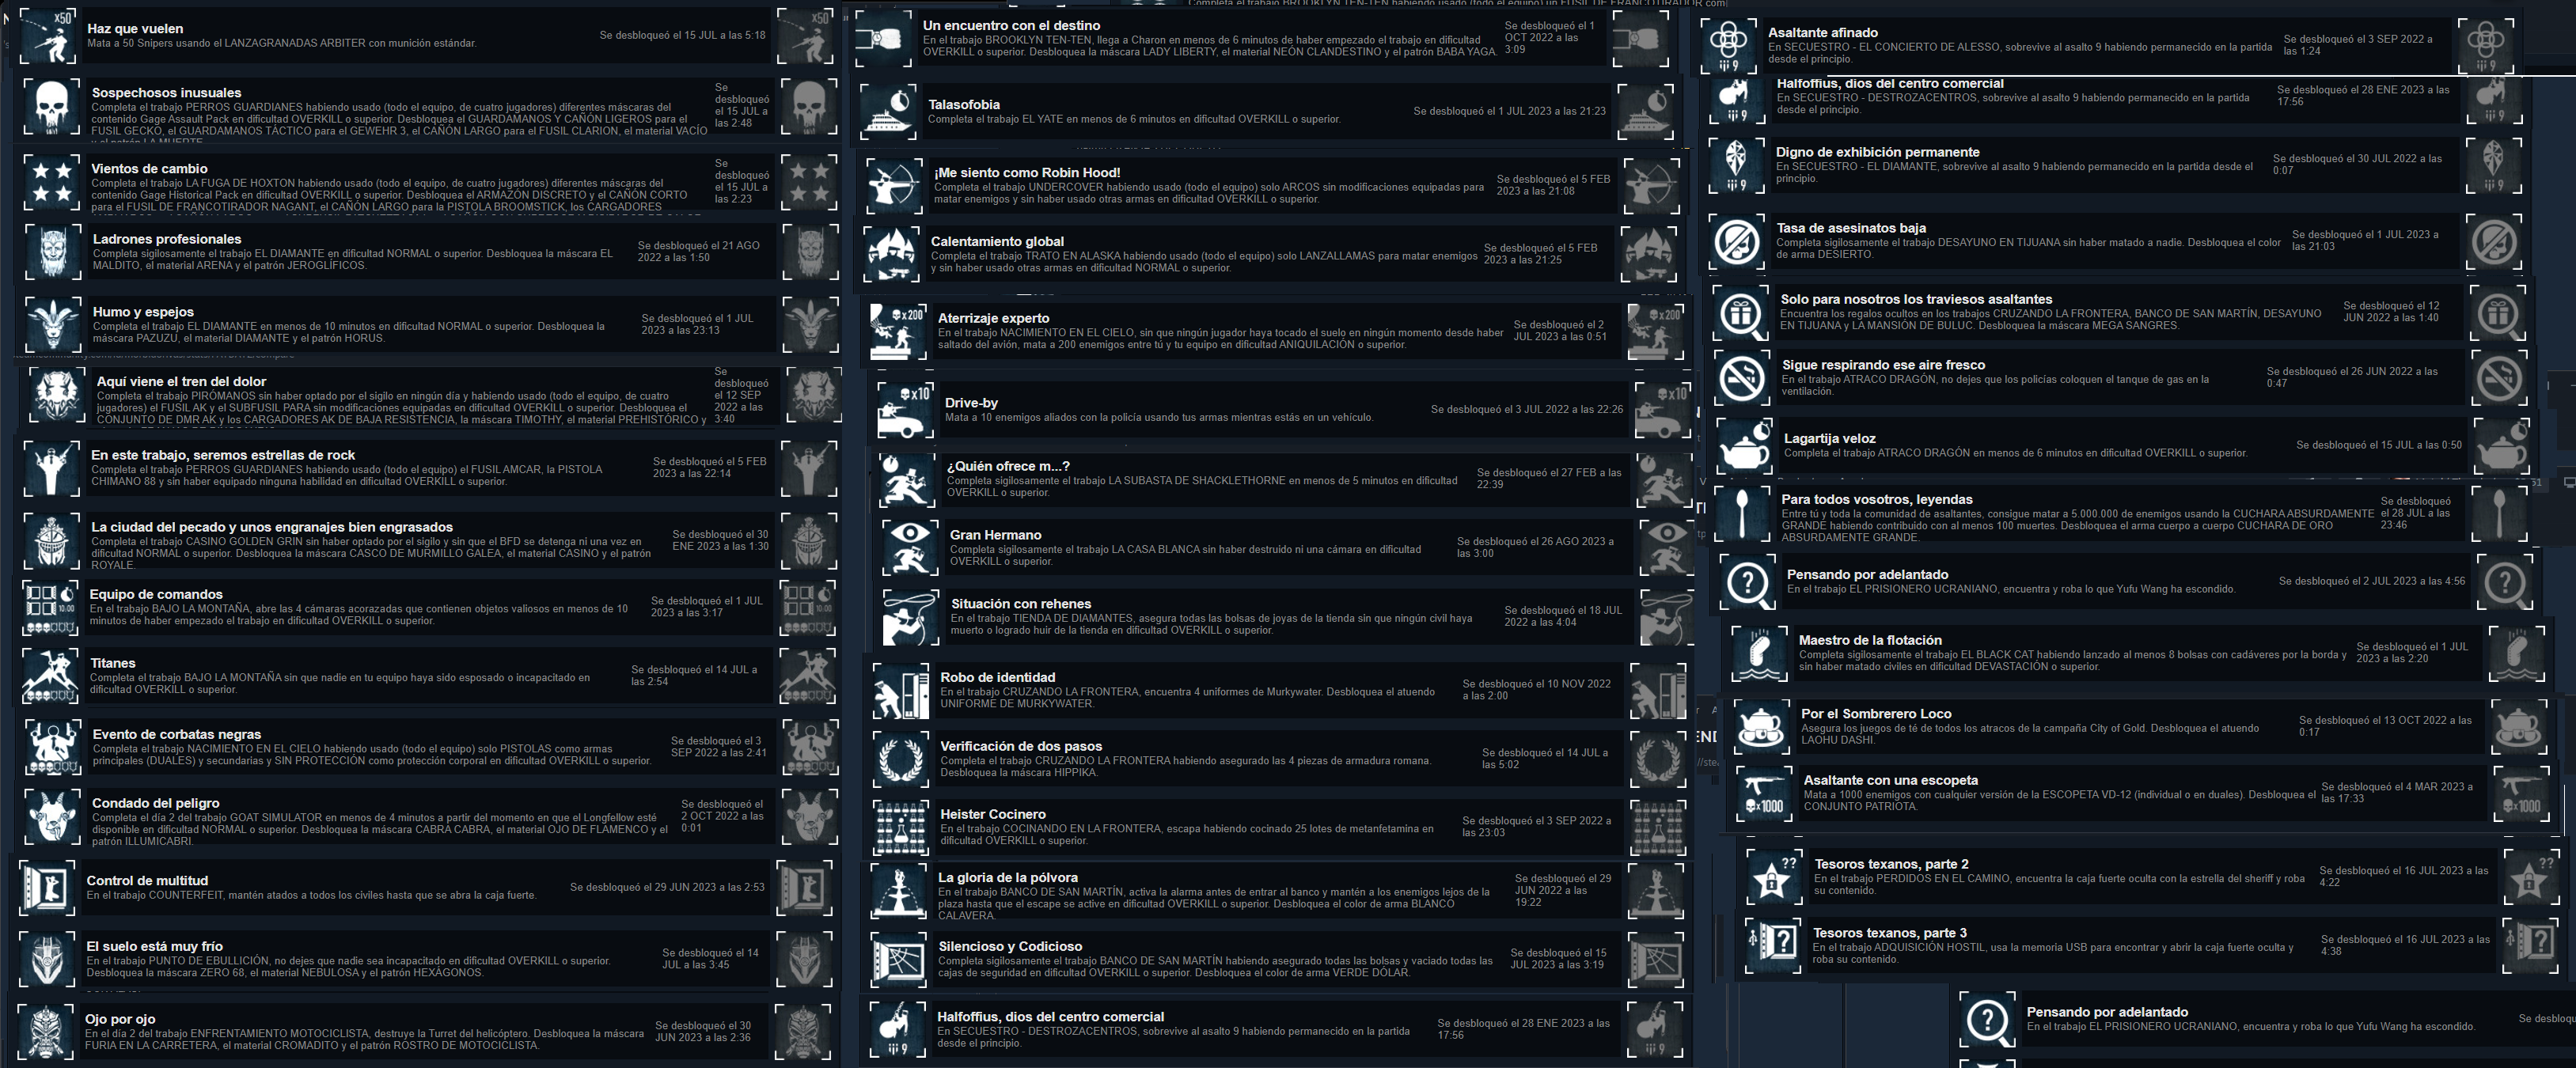 X50
Haz que vuelen
Mata a 50 Snipers usando el LANZAGRANADAS ARBITER con munición estándar.
Se desbloqueó el 15 JUL a las 5:18
X50
Sospechosos inusuales
Completa el trabajo PERROS GUARDIANES habiendo usado (todo el equipo, de cuatro jugadores) diferentes máscaras del
contenido Gage Assault Pack en dificultad OVERKILL o superior. Desbloquea el GUARDAMANOS Y CAÑÓN LIGEROS para el
FUSIL GECKO, el GUARDAMANOS TÁCTICO para el GEWEHR 3, el CAÑÓN LARGO para el FUSIL CLARION, el material VACÍO
y el patrón LA MUERTE.
Se
desbloqueó
el 15 JUL a
las 2:48
Vientos de cambio
Completa el trabajo LA FUGA DE HOXTON habiendo usado (todo el equipo, de cuatro jugadores) diferentes máscaras del
contenido Gage Historical Pack en dificultad OVERKILL o superior. Desbloquea el ARMAZÓN DISCRETO y el CAÑÓN CORTO
para el FUSIL DE FRANCOTIRADOR NAGANT, el CAÑÓN LARGO para la PISTOLA BROOMSTICK, los CARGADORES
Se
desbloqueó
el 15 JUL a
las 2:23
Ladrones profesionales
Completa sigilosamente el trabajo EL DIAMANTE en dificultad NORMAL o superior. Desbloquea la máscara EL
MALDITO, el material ARENA y el patrón JEROGLÍFICOS.
Se desbloqueó el 21 AGO
2022 a las 1:50
Humo y espejos
Completa el trabajo EL DIAMANTE en menos de 10 minutos en dificultad NORMAL o superior. Desbloquea la
máscara PAZUZU, el material DIAMANTE y el patrón HORUS.
Se desbloqueó el 1 JUL
2023 a las 23:13
Aquí viene el tren del dolor
Completa el trabajo PIRÓMANOS sin haber optado por el sigilo en ningún día y habiendo usado (todo el equipo, de cuatro
jugadores) el FUSIL AK y el SUBFUSIL PARA sin modificaciones equipadas en dificultad OVERKILL o superior. Desbloquea el
CONJUNTO DE DMR AK y los CARGADORES AK DE BAJA RESISTENCIA, la máscara TIMOTHY, el material PREHISTÓRICO y
Se
desbloqueó
el 12 SEP
2022 a las
3:40
En este trabajo, seremos estrellas de rock
Completa el trabajo PERROS GUARDIANES habiendo usado (todo el equipo) el FUSIL AMCAR, la PISTOLA
CHIMANO 88 y sin haber equipado ninguna habilidad en dificultad OVERKILL o superior.
Se desbloqueó el 5 FEB
2023 a las 22:14
La ciudad del pecado y unos engranajes bien engrasados
Completa el trabajo CASINO GOLDEN GRIN sin haber optado por el sigilo y sin que el BFD se detenga ni una vez en
dificultad NORMAL o superior. Desbloquea la máscara CASCO DE MURMILLO GALEA, el material CASINO y el patrón
ROYALE.
Se desbloqueó el 30
ENE 2023 a las 1:30
10:00
Equipo de comandos
En el trabajo BAJO LA MONTAÑA, abre las 4 cámaras acorazadas que contienen objetos valiosos en menos de 10
minutos de haber empezado el trabajo en dificultad OVERKILL o superior.
Se desbloqueó el 1 JUL
2023 a las 3:17
10:00
Titanes
Completa el trabajo BAJO LA MONTAÑA sin que nadie en tu equipo haya sido esposado o incapacitado en
dificultad OVERKILL o superior.
Se desbloqueó el 14 JUL a
las 2:54
Evento de corbatas negras
Completa el trabajo NACIMIENTO EN EL CIELO habiendo usado (todo el equipo) solo PISTOLAS como armas
principales (DUALES) y secundarias y SIN PROTECCIÓN como protección corporal en dificultad OVERKILL o superior.
Se desbloqueó el 3
SEP 2022 a las 2:41
Condado del peligro
Completa el día 2 del trabajo GOAT SIMULATOR en menos de 4 minutos a partir del momento en que el Longfellow esté
disponible en dificultad NORMAL o superior. Desbloquea la máscara CABRA CABRA, el material OJO DE FLAMENCO y el
patrón ILLUMICABRI.
Se desbloqueó el
2 OCT 2022 a las
0:01
Control de multitud
En el trabajo COUNTERFEIT, mantén atados a todos los civiles hasta que se abra la caja fuerte.
Se desbloqueó el 29 JUN 2023 a las 2:53
El suelo está muy frío
En el trabajo PUNTO DE EBULLICIÓN, no dejes que nadie sea incapacitado en dificultad OVERKILL o superior.
Desbloquea la máscara ZERO 68, el material NEBULOSA y el patrón HEXÁGONOS.
Se desbloqueó el 14
JUL a las 3:45
Ojo por ojo
En el día 2 del trabajo ENFRENTAMIENTO MOTOCICLISTA, destruye la Turret del helicóptero. Desbloquea la máscara
FURIA EN LA CARRETERA, el material CROMADITO y el patrón ROSTRO DE MOTOCICLISTA.
Se desbloqueó el 30
JUN 2023 a las 2:36
Completa el trabajo BROOKLYN TEN-TEN habiendo usado (todo el equipo) un FUSIL DE FRANCOTIRADOR com
Un encuentro con el destino
En el trabajo BROOKLYN TEN-TEN, llega a Charon en menos de 6 minutos de haber empezado el trabajo en dificultad
OVERKILL o superior. Desbloquea la máscara LADY LIBERTY, el material NEÓN CLANDESTINO y el patrón BABA YAGA.
Se desbloqueó el 1
OCT 2022 a las
3:09
Talasofobia
Completa el trabajo EL YATE en menos de 6 minutos en dificultad OVERKILL o superior.
Se desbloqueó el 1 JUL 2023 a las 21:23
¡Me siento como Robin Hood!
Completa el trabajo UNDERCOVER habiendo usado (todo el equipo) solo ARCOS sin modificaciones equipadas para
matar enemigos y sin haber usado otras armas en dificultad OVERKILL o superior.
Se desbloqueó el 5 FEB
2023 a las 21:08
Calentamiento global
Completa el trabajo TRATO EN ALASKA habiendo usado (todo el equipo) solo LANZALLAMAS para matar enemigos
y sin haber usado otras armas en dificultad NORMAL o superior.
Se desbloqueó el 5 FEB
2023 a las 21:25
x200
Aterrizaje experto
En el trabajo NACIMIENTO EN EL CIELO, sin que ningún jugador haya tocado el suelo en ningún momento desde haber
saltado del avión, mata a 200 enemigos entre tú y tu equipo en dificultad ANIQUILACIÓN o superior.
Se desbloqueó el 2
JUL 2023 a las 0:51
x200
x10
Drive-by
Mata a 10 enemigos aliados con la policía usando tus armas mientras estás en un vehículo.
Se desbloqueó el 3 JUL 2022 a las 22:26
x10
¿Quién ofrece m...?
Completa sigilosamente el trabajo LA SUBASTA DE SHACKLETHORNE en menos de 5 minutos en dificultad
OVERKILL o superior.
Se desbloqueó el 27 FEB a las
22:39
Gran Hermano
Completa sigilosamente el trabajo LA CASA BLANCA sin haber destruido ni una cámara en dificultad
OVERKILL o superior.
Se desbloqueó el 26 AGO 2023 a
las 3:00
Situación con rehenes
En el trabajo TIENDA DE DIAMANTES, asegura todas las bolsas de joyas de la tienda sin que ningún civil haya
muerto o logrado huir de la tienda en dificultad OVERKILL o superior.
Se desbloqueó el 18 JUL
2022 a las 4:04
Robo de identidad
En el trabajo CRUZANDO LA FRONTERA, encuentra 4 uniformes de Murkywater. Desbloquea el atuendo
UNIFORME DE MURKYWATER.
Se desbloqueó el 10 NOV 2022
a las 2:00
Verificación de dos pasos
Completa el trabajo CRUZANDO LA FRONTERA habiendo asegurado las 4 piezas de armadura romana.
Desbloquea la máscara HIPPIKA.
Se desbloqueó el 14 JUL a
las 5:02
Heister Cocinero
En el trabajo COCINANDO EN LA FRONTERA, escapa habiendo cocinado 25 lotes de metanfetamina en
dificultad OVERKILL o superior.
Se desbloqueó el 3 SEP 2022 a
las 23:03
La gloria de la pólvora
En el trabajo BANCO DE SAN MARTÍN, activa la alarma antes de entrar al banco y mantén a los enemigos lejos de la
plaza hasta que el escape se active en dificultad OVERKILL o superior. Desbloquea el color de arma BLANCO
CALAVERA.
Se desbloqueó el 29
JUN 2022 a las
19:22
Silencioso y Codicioso
Completa sigilosamente el trabajo BANCO DE SAN MARTÍN habiendo asegurado todas las bolsas y vaciado todas las
cajas de seguridad en dificultad OVERKILL o superior. Desbloquea el color de arma VERDE DÓLAR.
Se desbloqueó el 15
JUL 2023 a las 3:19
9
Halfoffius, dios del centro comercial
En SECUESTRO - DESTROZACENTROS, sobrevive al asalto 9 habiendo permanecido en la partida
desde el principio.
Se desbloqueó el 28 ENE 2023 a las
17:56
9
9
Asaltante afinado
En SECUESTRO - EL CONCIERTO DE ALESSO, sobrevive al asalto 9 habiendo permanecido en la partida
desde el principio.
Se desbloqueó el 3 SEP 2022 a
las 1:24
9
9
Halfoffius, dios del centro comercial
En SECUESTRO - DESTROZACENTROS, sobrevive al asalto 9 habiendo permanecido en la partida
desde el principio.
Se desbloqueó el 28 ENE 2023 a las
17:56
9
9
Digno de exhibición permanente
En SECUESTRO - EL DIAMANTE, sobrevive al asalto 9 habiendo permanecido en la partida desde el
principio.
Se desbloqueó el 30 JUL 2022 a las
0:07
9
Tasa de asesinatos baja
Completa sigilosamente el trabajo DESAYUNO EN TIJUANA sin haber matado a nadie. Desbloquea el color
de arma DESIERTO.
Se desbloqueó el 1 JUL 2023 a
las 21:03
Solo para nosotros los traviesos asaltantes
Encuentra los regalos ocultos en los trabajos CRUZANDO LA FRONTERA, BANCO DE SAN MARTÍN, DESAYUNO
EN TIJUANA y LA MANSIÓN DE BULUC. Desbloquea la máscara MEGA SANGRES.
Se desbloqueó el 12
JUN 2022 a las 1:40
Sigue respirando ese aire fresco
En el trabajo ATRACO DRAGÓN, no dejes que los policías coloquen el tanque de gas en la
ventilación.
Se desbloqueó el 26 JUN 2022 a las
0:47
Lagartija veloz
Completa el trabajo ATRACO DRAGÓN en menos de 6 minutos en dificultad OVERKILL o superior.
Se desbloqueó el 15 JUL a las 0:50
Para todos vosotros, leyendas
Entre tú y toda la comunidad de asaltantes, consigue matar a 5.000.000 de enemigos usando la CUCHARA ABSURDAMENTE
GRANDE habiendo contribuido con al menos 100 muertes. Desbloquea el arma cuerpo a cuerpo CUCHARA DE ORO
ABSURDAMENTE GRANDE.
Se desbloqueó
el 28 JUL a las
23:46
Pensando por adelantado
En el trabajo EL PRISIONERO UCRANIANO, encuentra y roba lo que Yufu Wang ha escondido.
Se desbloqueó el 2 JUL 2023 a las 4:56
Maestro de la flotación
Completa sigilosamente el trabajo EL BLACK CAT habiendo lanzado al menos 8 bolsas con cadáveres por la borda y
sin haber matado civiles en dificultad DEVASTACIÓN o superior.
Se desbloqueó el 1 JUL
2023 a las 2:20
Por el Sombrerero Loco
Asegura los juegos de té de todos los atracos de la campaña City of Gold. Desbloquea el atuendo
LAOHU DASHI.
Se desbloqueó el 13 OCT 2022 a las
0:17
x1000
Asaltante con una escopeta
Mata a 1000 enemigos con cualquier versión de la ESCOPETA VD-12 (individual o en duales). Desbloquea el
CONJUNTO PATRIOTA.
Se desbloqueó el 4 MAR 2023 a
las 17:33
x1000
??
Tesoros texanos, parte 2
En el trabajo PERDIDOS EN EL CAMINO, encuentra la caja fuerte oculta con la estrella del sheriff y roba
su contenido.
Se desbloqueó el 16 JUL 2023 a las
4:22
??
?
Tesoros texanos, parte 3
En el trabajo ADQUISICIÓN HOSTIL, usa la memoria USB para encontrar y abrir la caja fuerte oculta y
roba su contenido.
Se desbloqueó el 16 JUL 2023 a las
4:38
?
Pensando por adelantado
En el trabajo EL PRISIONERO UCRANIANO, encuentra y roba lo que Yufu Wang ha escondido.
Se desbloqu